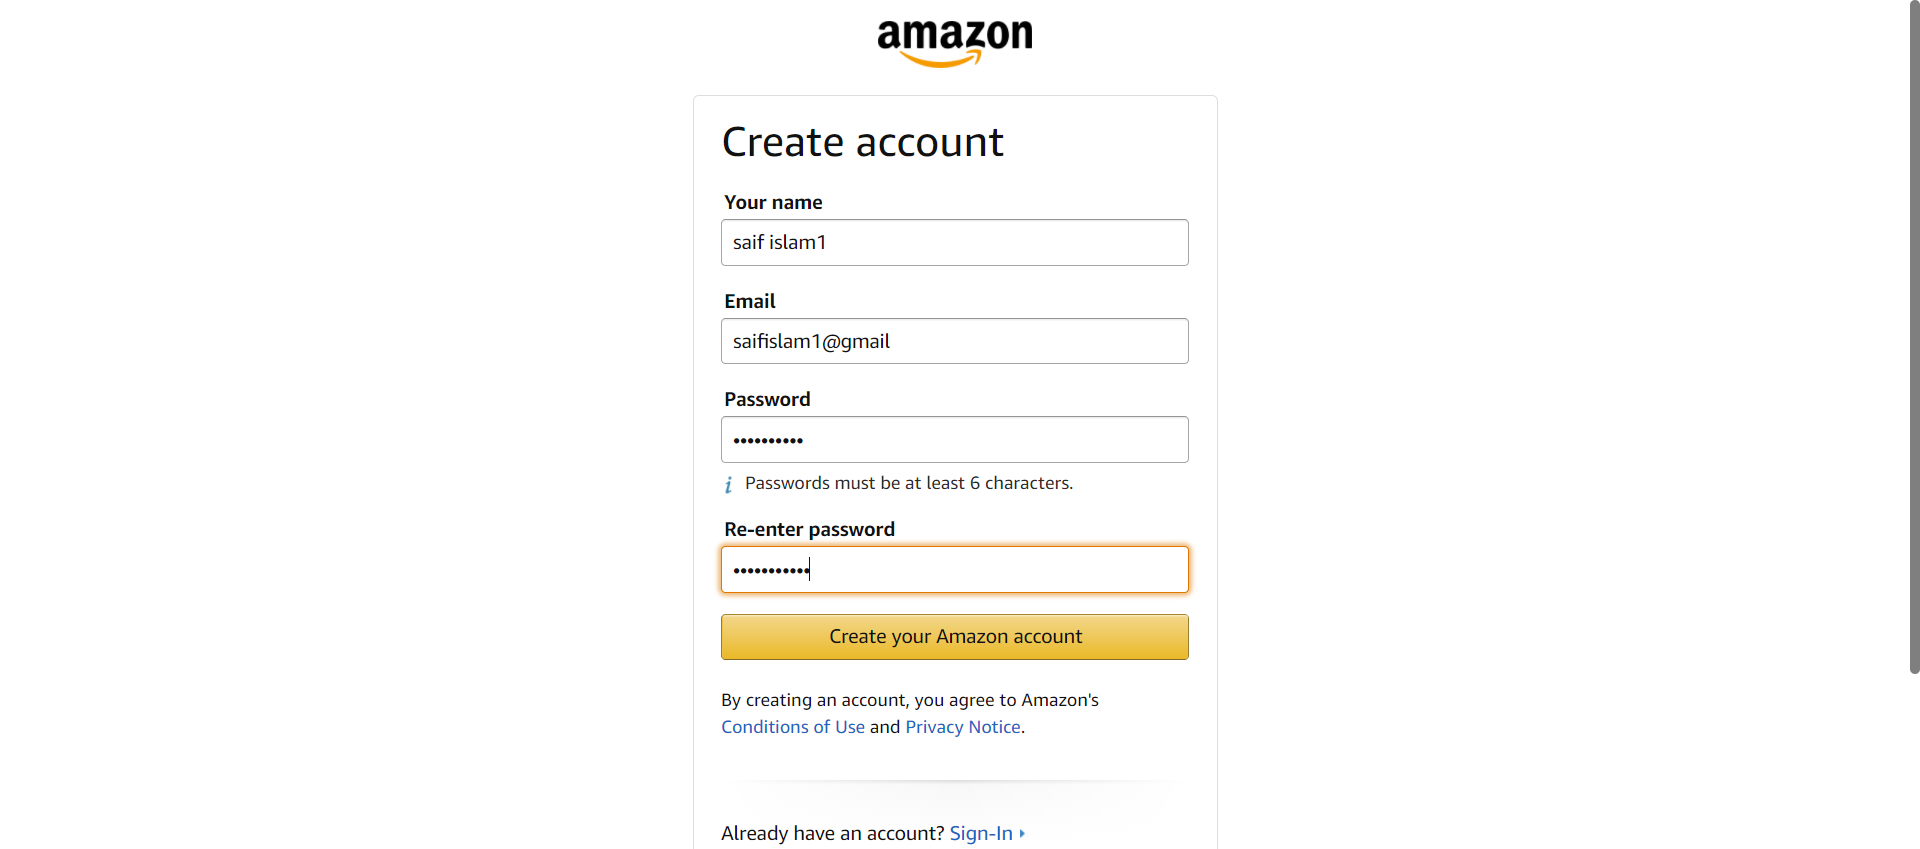 amazon
Create account
Your name
saif islam1
Email
saifislam1@gmail
Password
••••••••••
i Passwords must be at least 6 characters.
Re-enter password
•••••••••••
Create your Amazon account
By creating an account, you agree to Amazon's
Conditions of Use and Privacy Notice.
Already have an account? Sign-In